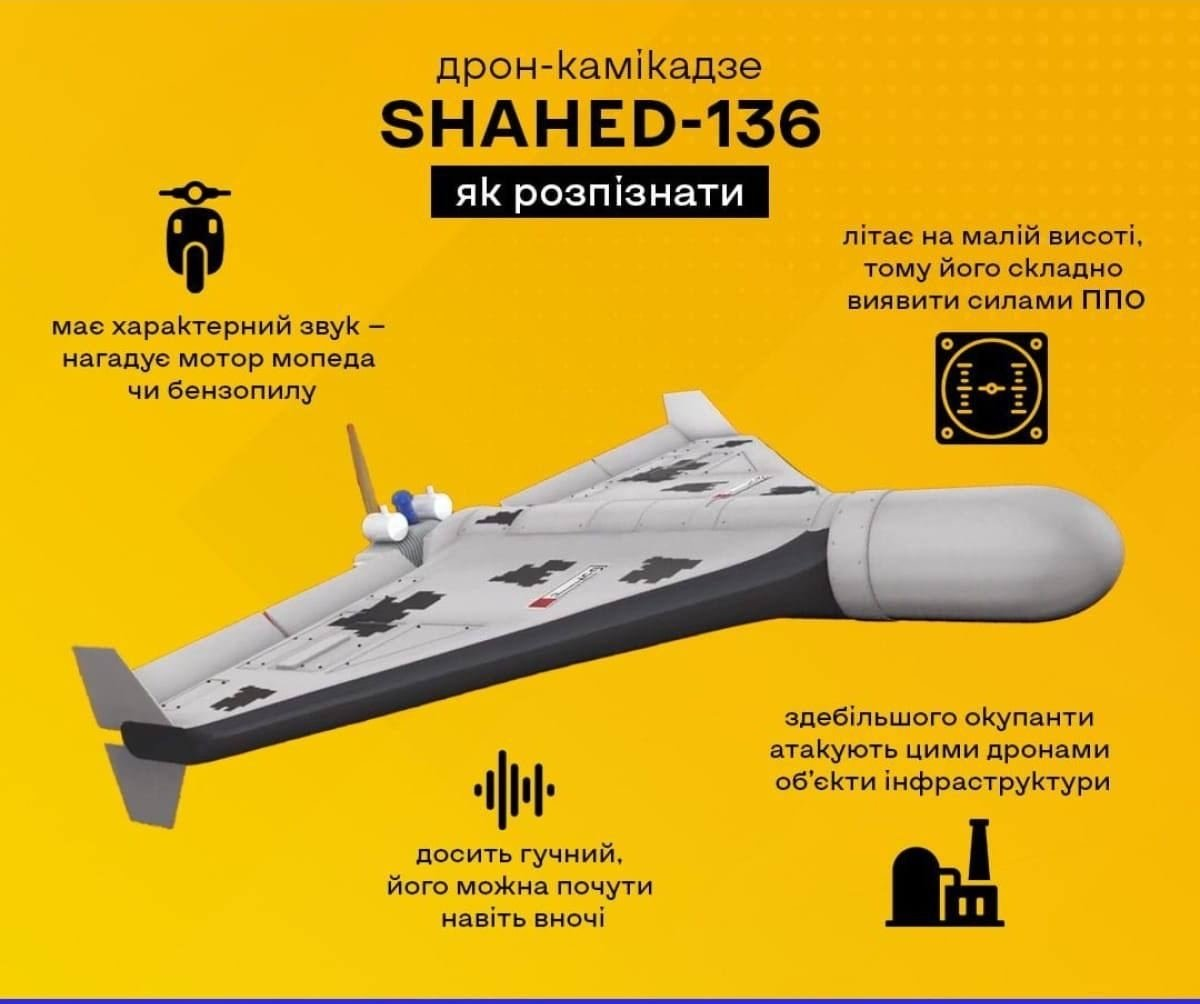 дрон-камікадзе
SHAHED-136
як розпізнати
має характерний звук –
нагадує мотор мопеда
чи бензопилу
літає на малій висоті,
тому його складно
виявити силами ППО
досить гучний,
його можна почути
навіть вночі
здебільшого окупанти
атакують цими дронами
об'єкти інфраструктури